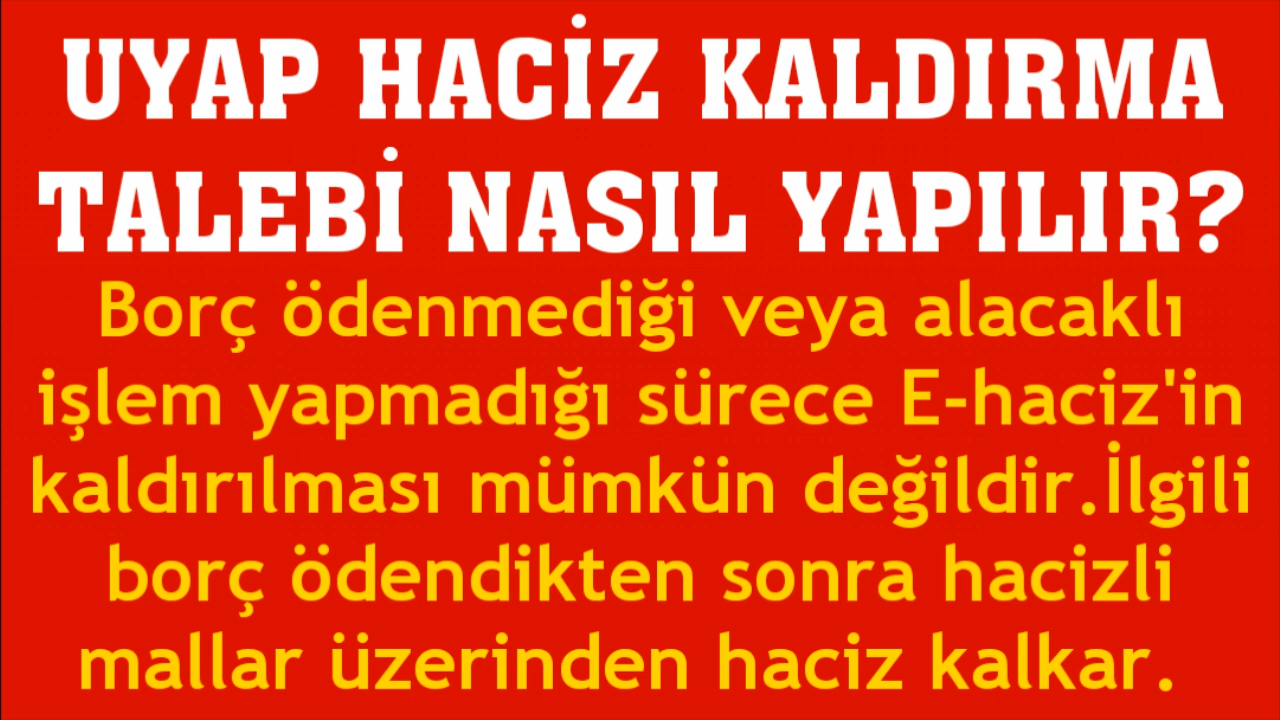 UYAP HACİZ KALDIRMA
TALEBİ NASIL YAPILIR?
Borç ödenmediği veya alacaklı
işlem yapmadığı sürece E-haciz'in
kaldırılması mümkün değildir.İlgili
borç ödendikten sonra hacizli
mallar üzerinden haciz kalkar.